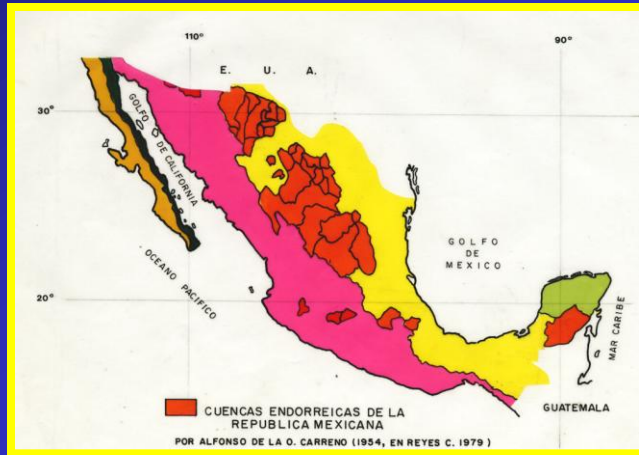 110°
90°
E. U. A.
30°
GOLFO
DE CALIFORNIA
OCEANO PACIFICO
GOLFO
DE
MEXICO
20°
MAR CARIBE
GUATEMALA
CUENCAS ENDORREICAS DE LA
REPUBLICA MEXICANA
POR ALFONSO DE LA O. CARREÑO (1954, EN REYES C. 1979)